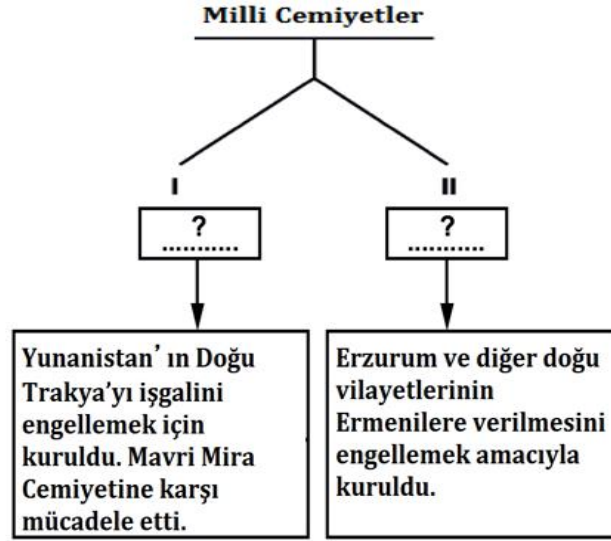 Milli Cemiyetler
I
II
?
...........
?
...........
Yunanistan’ ın Doğu
Trakya’yı işgalini
engellemek için
kuruldu. Mavri Mira
Cemiyetine karşı
mücadele etti.
Erzurum ve diğer doğu
vilayetlerinin
Ermenilere verilmesini
engellemek amacıyla
kuruldu.